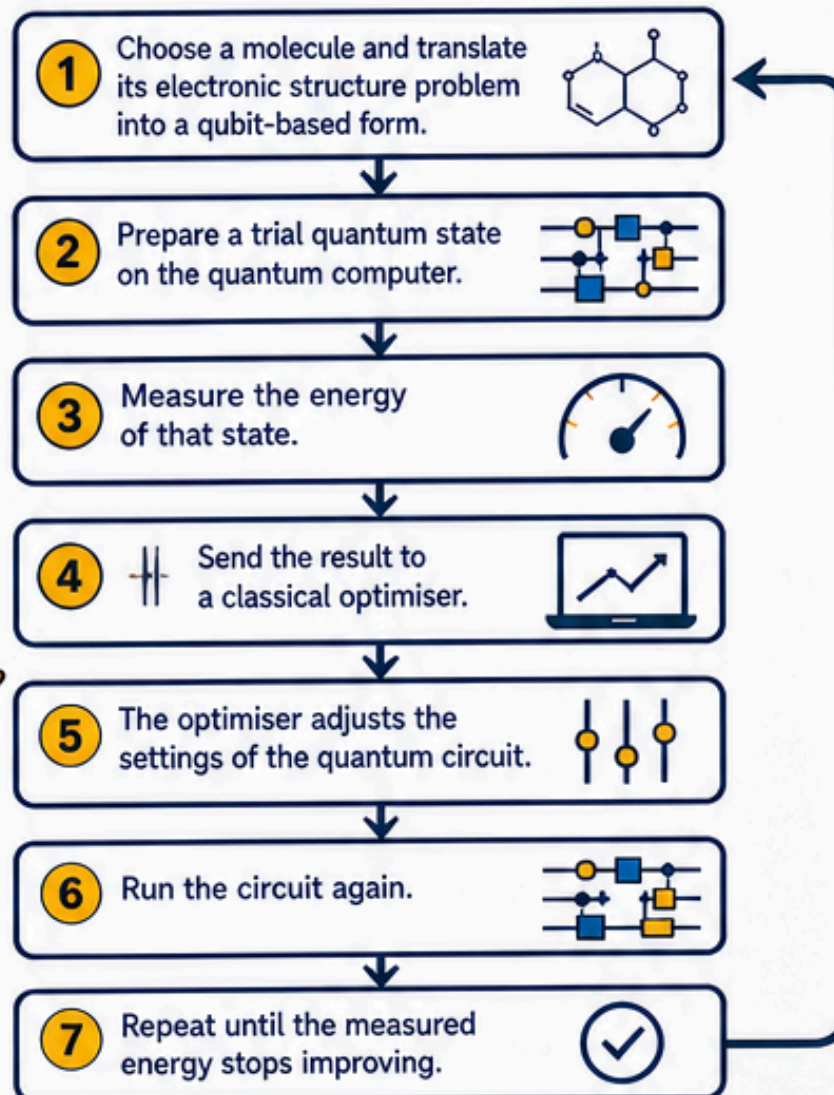 1
Choose a molecule and translate
its electronic structure problem
into a qubit-based form.
2
Prepare a trial quantum state
on the quantum computer.
3
Measure the energy
of that state.
4
Send the result to
a classical optimiser.
5
The optimiser adjusts the
settings of the quantum circuit.
6
Run the circuit again.
7
Repeat until the measured
energy stops improving.